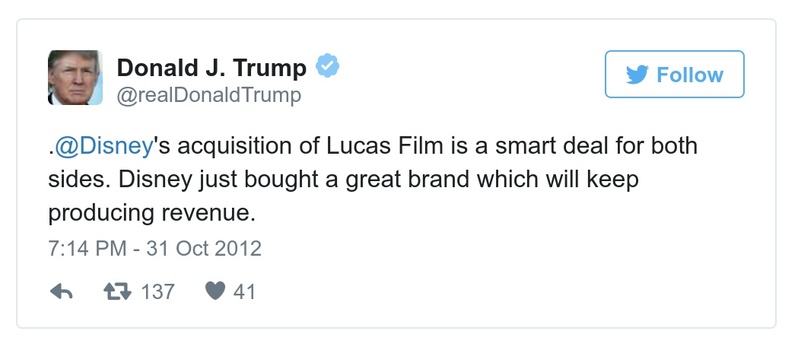 Donald J. Trump
@realDonaldTrump
Follow
.@Disney's acquisition of Lucas Film is a smart deal for both
sides. Disney just bought a great brand which will keep
producing revenue.
7:14 PM - 31 Oct 2012
137 41